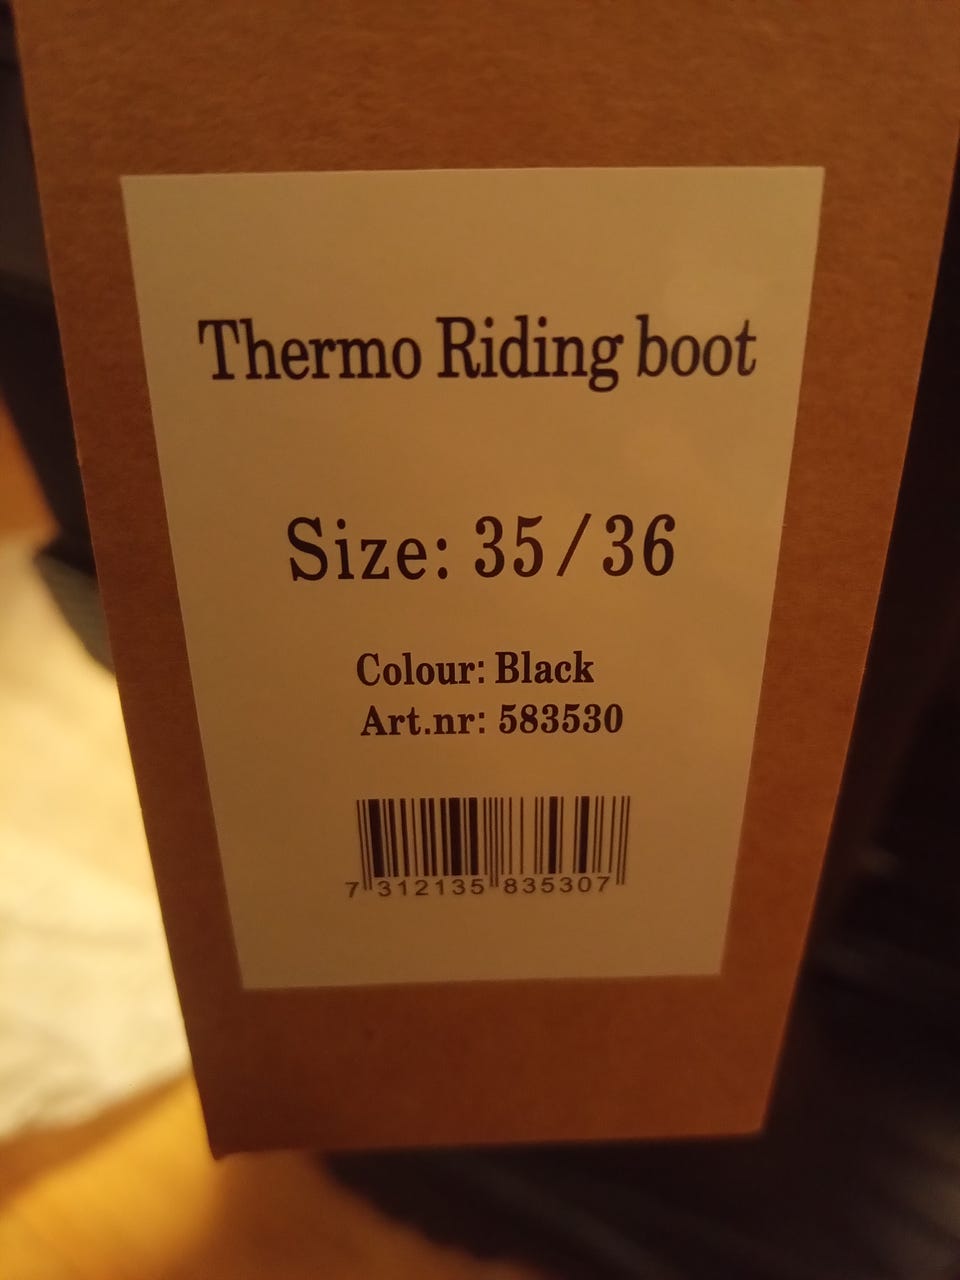 Thermo Riding boot
Size: 35/36
Colour: Black
Art.nr: 583530
7 312135 835307